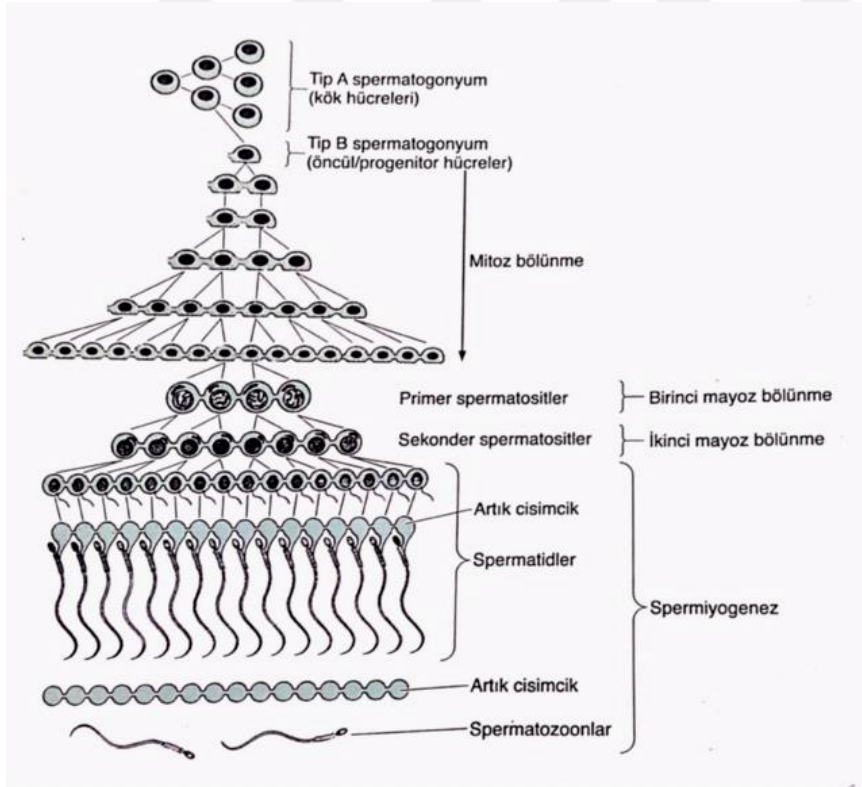 Tip A spermatogonyum
(kök hücreleri)
Tip B spermatogonyum
(öncül/progenitor hücreler)
Mitoz bölünme
Primer spermatositler
Birinci mayoz bölünme
Sekonder spermatositler
İkinci mayoz bölünme
Artık cisimcik
Spermatidler
Spermiyogenez
Artık cisimcik
Spermatozoonlar